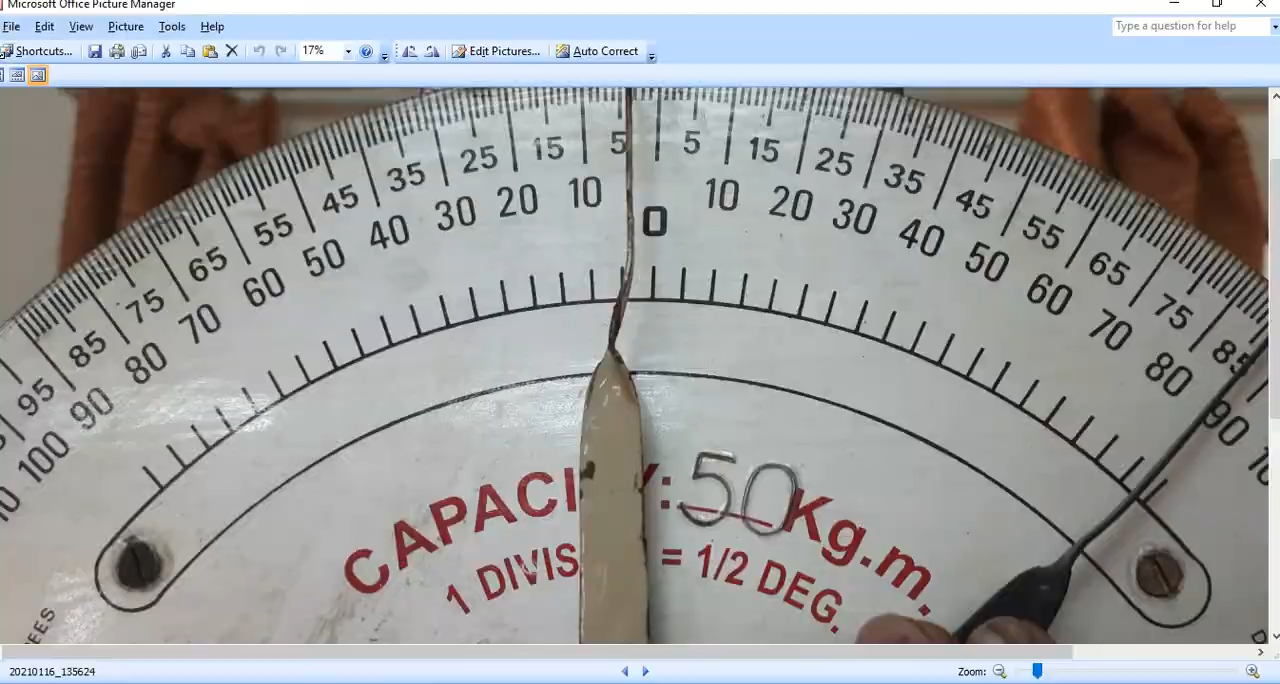 Microsoft Office Picture Manager
File Edit View Picture Tools Help
Type a question for help
Shortcuts... 17% Edit Pictures... Auto Correct
95 85 75 65 55 45 35 25 15 5 5 15 25 35 45 55 65 75 85
100 90 80 70 60 50 40 30 20 10 0 10 20 30 40 50 60 70 80 90
CAPACI Y: 50 Kg.m.
1 DIVIS = 1/2 DEG.
EES
20210116_135624
Zoom: